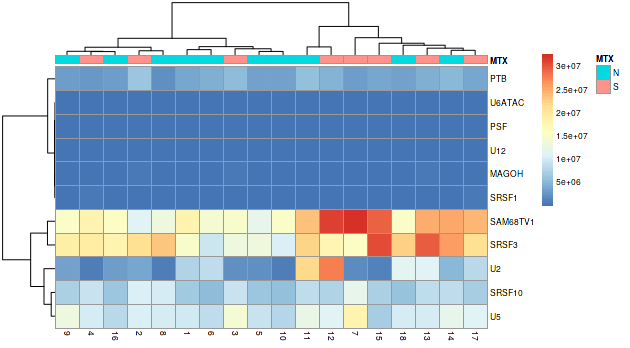 MTX
PTB
U6ATAC
PSF
U12
MAGOH
SRSF1
SAM68TV1
SRSF3
U2
SRSF10
U5
9 4 16 2 8 1 6 3 5 10 11 12 7 15 18 13 14 17
3e+07
2.5e+07
2e+07
1.5e+07
1e+07
5e+06
MTX
N
S